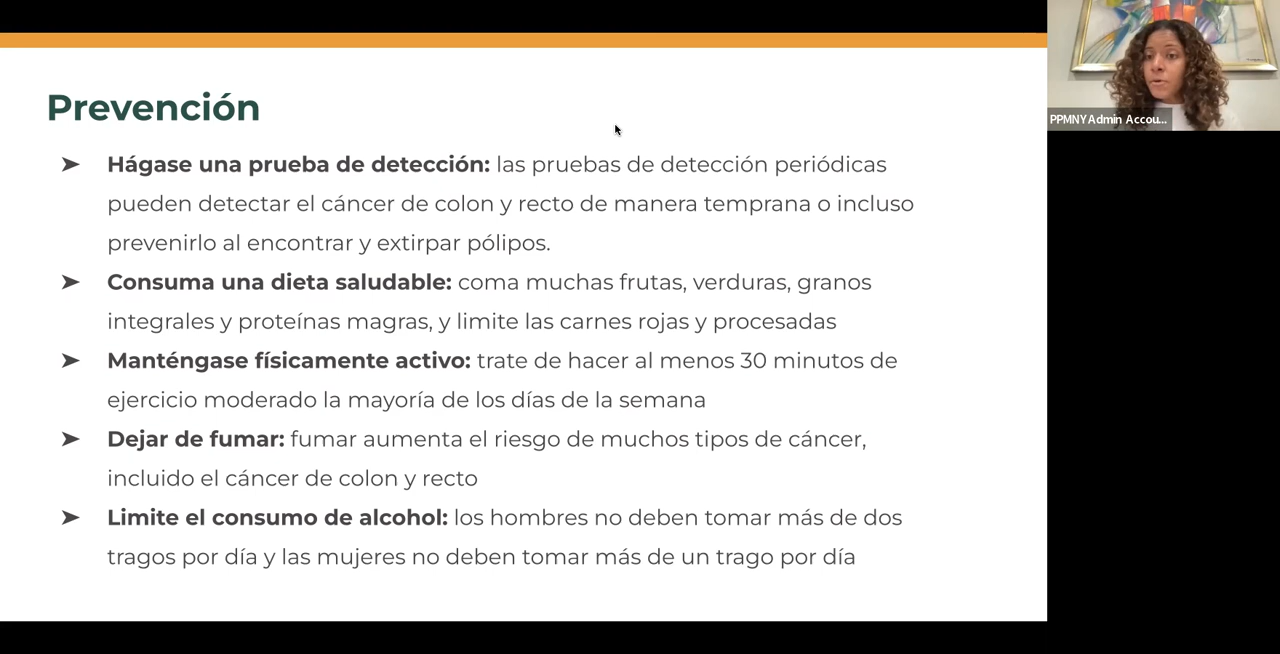 Prevención
➤ Hágase una prueba de detección: las pruebas de detección periódicas
pueden detectar el cáncer de colon y recto de manera temprana o incluso
prevenirlo al encontrar y extirpar pólipos.
➤ Consuma una dieta saludable: coma muchas frutas, verduras, granos
integrales y proteínas magras, y limite las carnes rojas y procesadas
➤ Manténgase físicamente activo: trate de hacer al menos 30 minutos de
ejercicio moderado la mayoría de los días de la semana
➤ Dejar de fumar: fumar aumenta el riesgo de muchos tipos de cáncer,
incluido el cáncer de colon y recto
➤ Limite el consumo de alcohol: los hombres no deben tomar más de dos
tragos por día y las mujeres no deben tomar más de un trago por día
PPMNY Admin Accou...